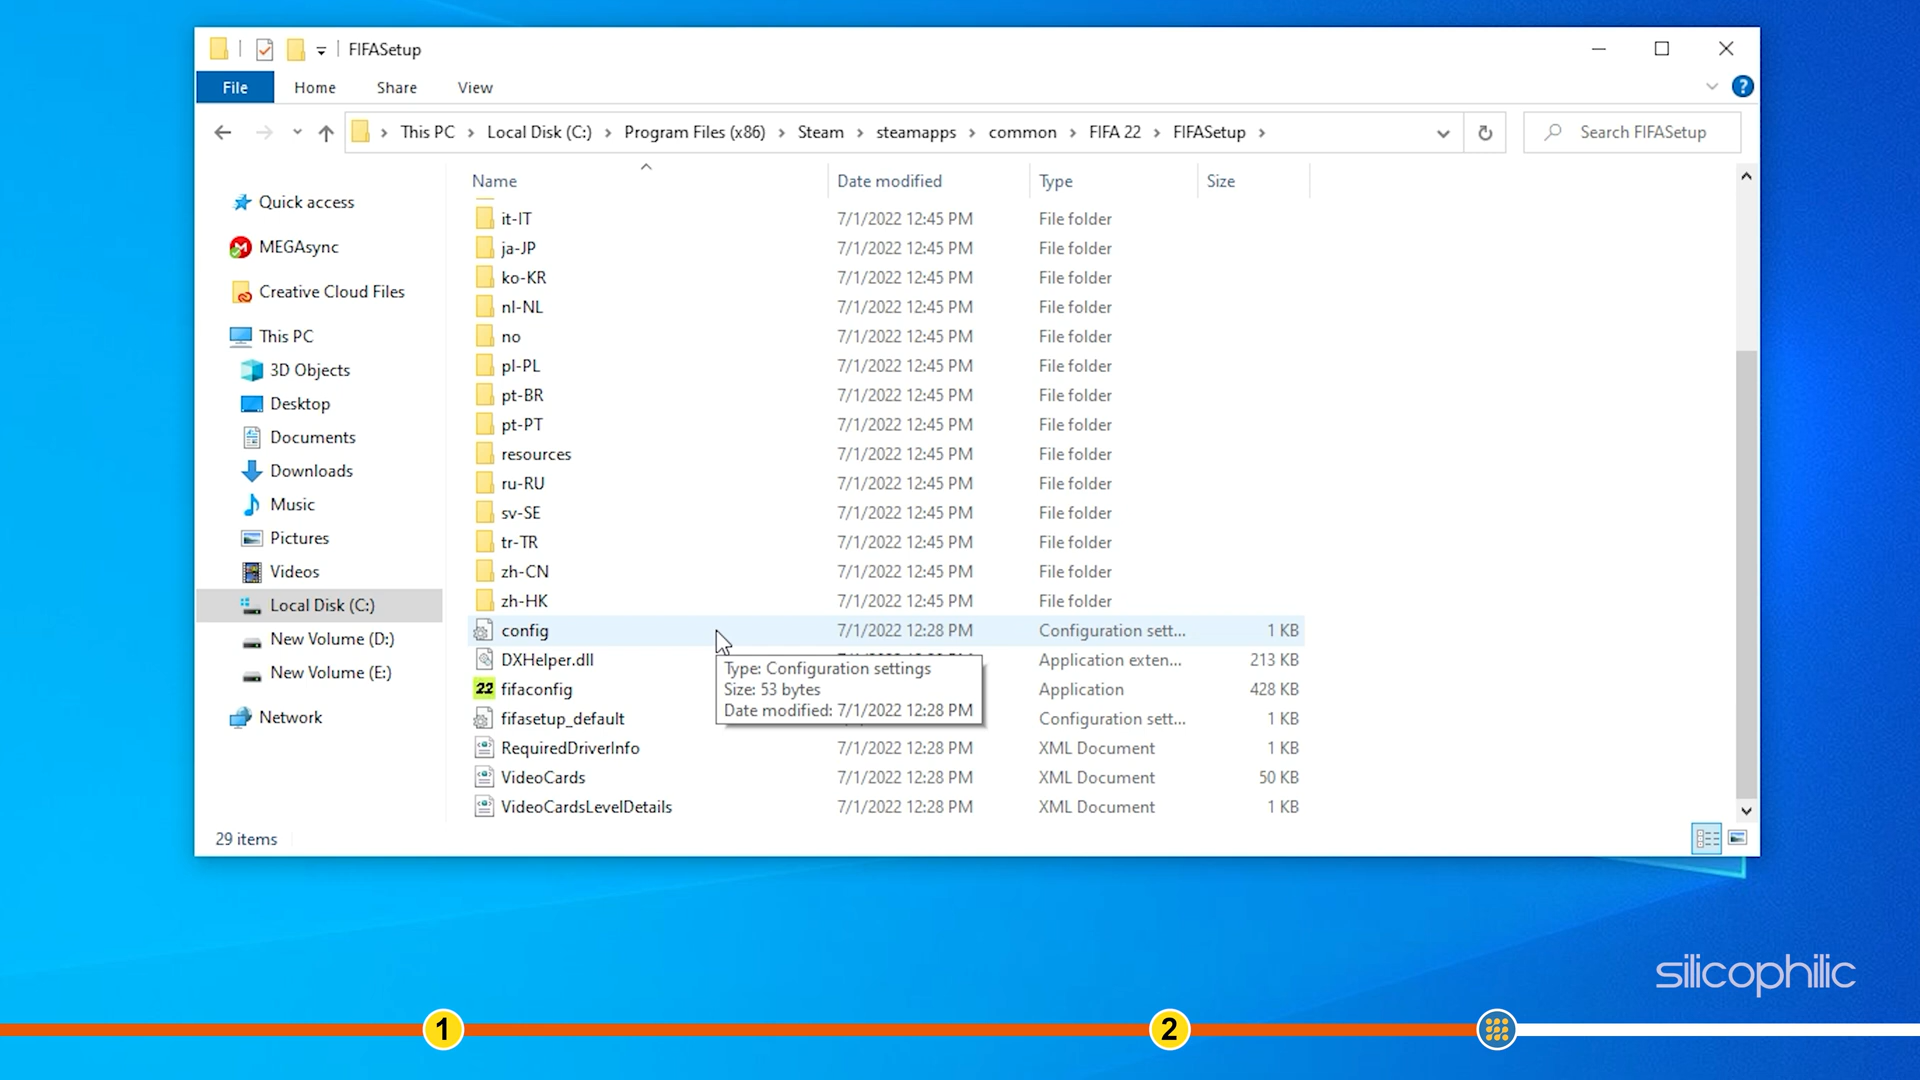 FIFASetup
File Home Share View
This PC Local Disk (C:) Program Files (x86) Steam steamapps common FIFA 22 FIFASetup Search FIFASetup
Name Date modified Type Size
Quick access
MEGAsync
Creative Cloud Files
This PC
3D Objects
Desktop
Documents
Downloads
Music
Pictures
Videos
Local Disk (C:)
New Volume (D:)
New Volume (E:)
Network
it-IT 7/1/2022 12:45 PM File folder
ja-JP 7/1/2022 12:45 PM File folder
ko-KR 7/1/2022 12:45 PM File folder
nl-NL 7/1/2022 12:45 PM File folder
no 7/1/2022 12:45 PM File folder
pl-PL 7/1/2022 12:45 PM File folder
pt-BR 7/1/2022 12:45 PM File folder
pt-PT 7/1/2022 12:45 PM File folder
resources 7/1/2022 12:45 PM File folder
ru-RU 7/1/2022 12:45 PM File folder
sv-SE 7/1/2022 12:45 PM File folder
tr-TR 7/1/2022 12:45 PM File folder
zh-CN 7/1/2022 12:45 PM File folder
zh-HK 7/1/2022 12:45 PM File folder
config 7/1/2022 12:28 PM Configuration sett... 1 KB
DXHelper.dll Application exten... 213 KB
22 fifaconfig Application 428 KB
fifasetup_default Configuration sett... 1 KB
RequiredDriverInfo 7/1/2022 12:28 PM XML Document 1 KB
VideoCards 7/1/2022 12:28 PM XML Document 50 KB
VideoCardsLevelDetails 7/1/2022 12:28 PM XML Document 1 KB
Type: Configuration settings
Size: 53 bytes
Date modified: 7/1/2022 12:28 PM
29 items
silicophilic
1 2